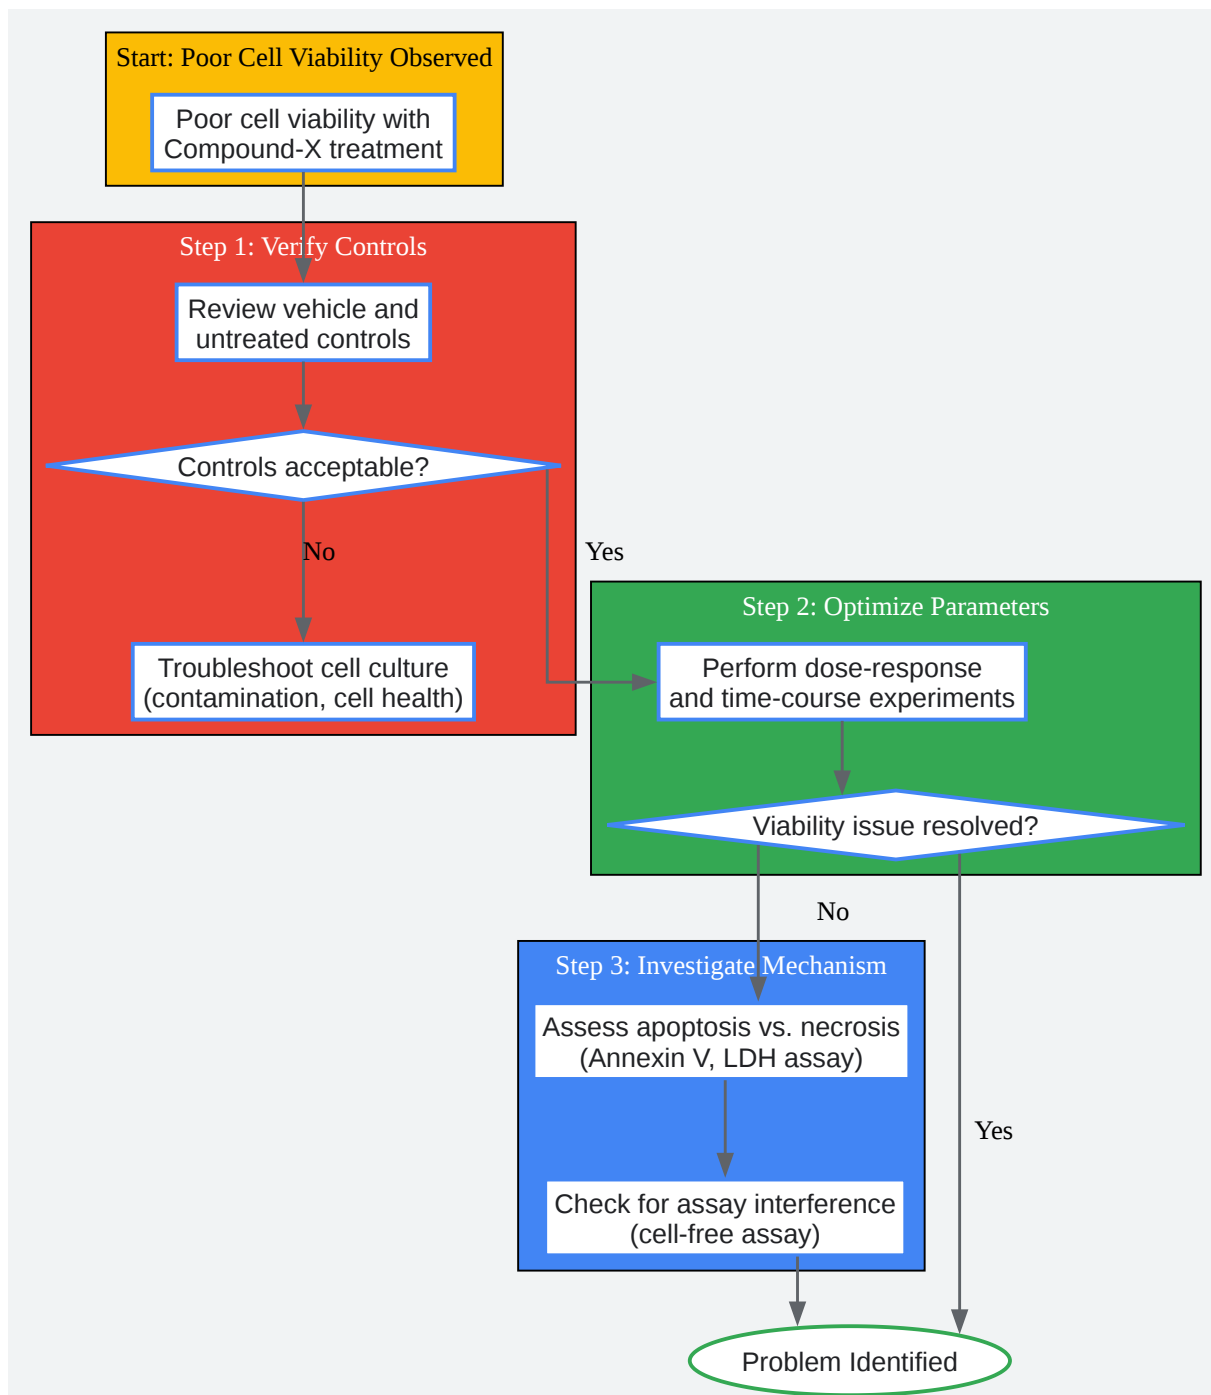 Start: Poor Cell Viability Observed
Poor cell viability with
Compound-X treatment
Step 1: Verify Controls
Review vehicle and
untreated controls
Controls acceptable?
No
Yes
Troubleshoot cell culture
(contamination, cell health)
Step 2: Optimize Parameters
Perform dose-response
and time-course experiments
Viability issue resolved?
No
Step 3: Investigate Mechanism
Assess apoptosis vs. necrosis
(Annexin V, LDH assay)
Yes
Check for assay interference
(cell-free assay)
Problem Identified